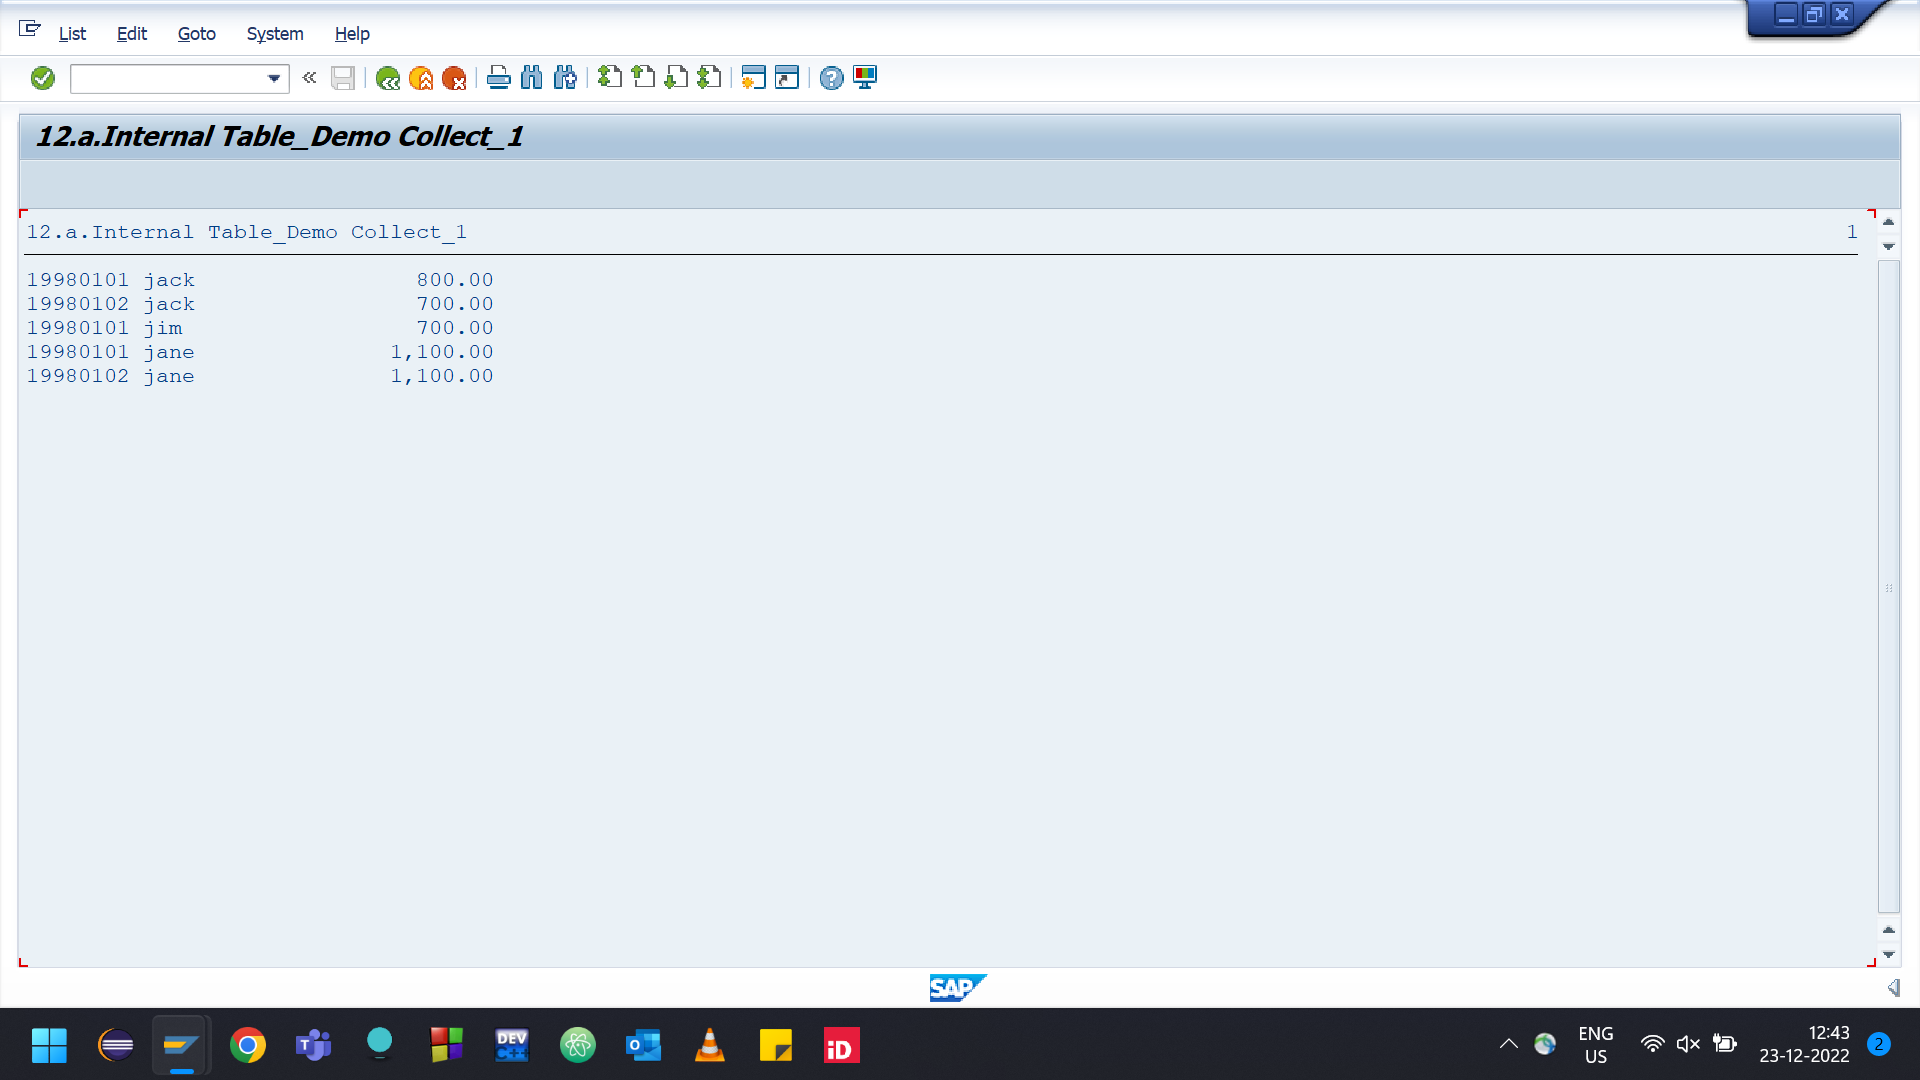 List Edit Goto System Help
12.a.Internal Table_Demo Collect_1
12.a.Internal Table_Demo Collect_1 1
19980101 jack 800.00
19980102 jack 700.00
19980101 jim 700.00
19980101 jane 1,100.00
19980102 jane 1,100.00
SAP
DEV C++
iD
ENG
US
12:43
23-12-2022
2